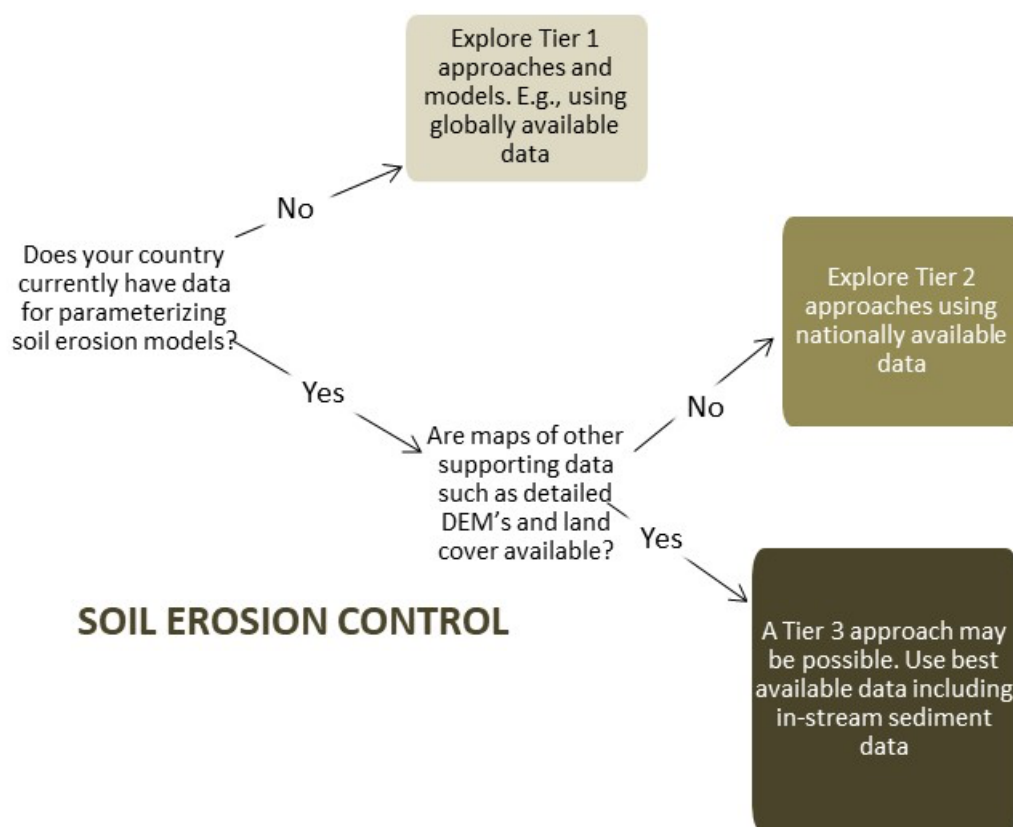 Explore Tier 1
approaches and
models. E.g., using
globally available
data
No
Does your country
currently have data
for parameterizing
soil erosion models?
Yes
Explore Tier 2
approaches using
nationally available
data
No
Are maps of other
supporting data
such as detailed
DEM's and land
cover available?
Yes
SOIL EROSION CONTROL
A Tier 3 approach may
be possible. Use best
available data including
in-stream sediment
data